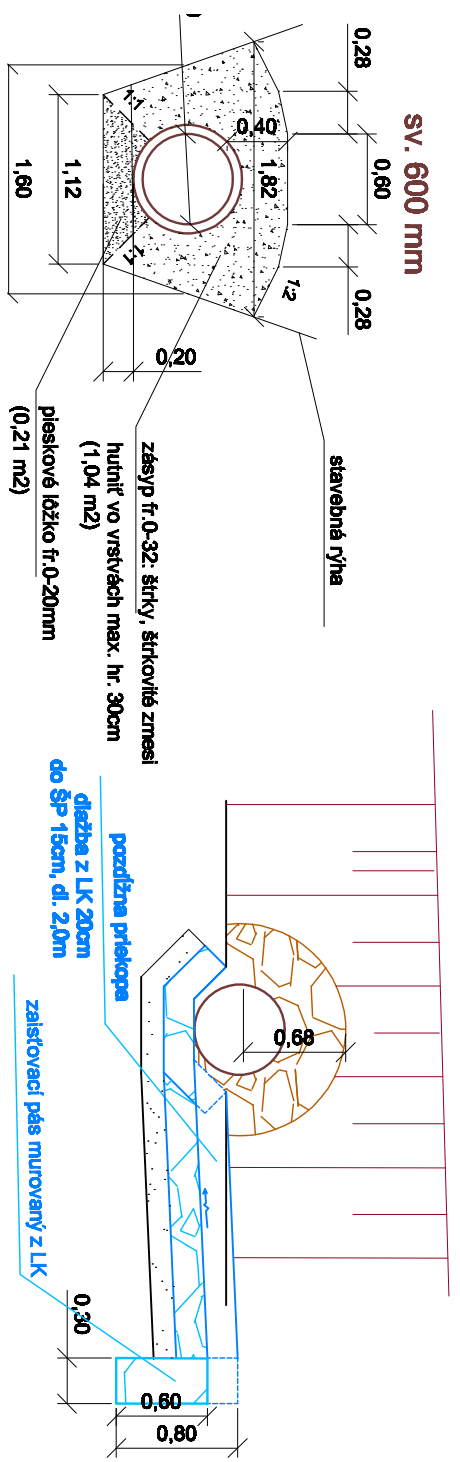 sv. 600 mm
0,28
0,60
0,28
0,40
1,82
1:2
1:1
1:1
1,12
1,60
0,20
stavebná ryha
zásyp fr.0-32: štrky, štrkovité zmesi
hutniť vo vrstvách max. hr. 30cm
(1,04 m2)
pieskové lôžko fr.0-20mm
(0,21 m2)
0,68
pozdĺžna priekopa
dlažba z LK 20cm
do ŠP 15cm, dl. 2,0m
zaisťovací pás murovaný z LK
0,30
0,60
0,80